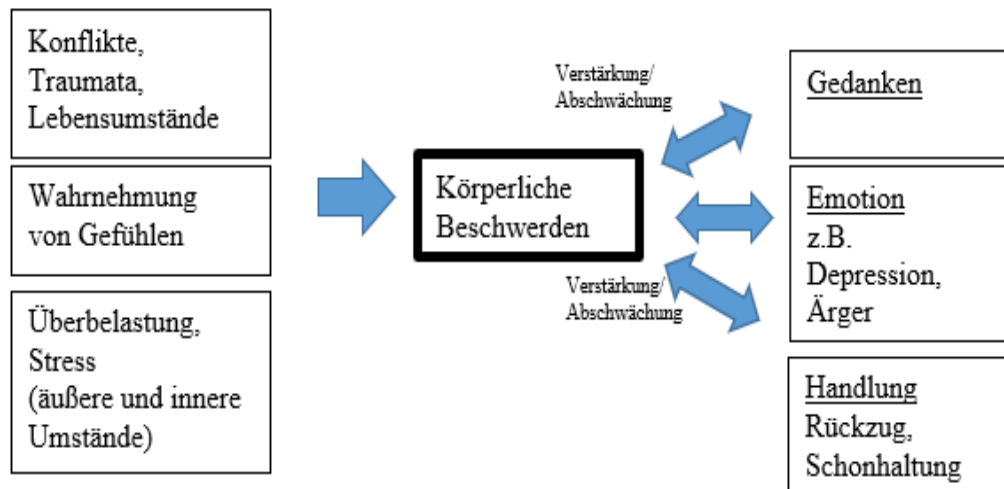 Konflikte,
Traumata,
Lebensumstände
Wahrnehmung
von Gefühlen
Überbelastung,
Stress
(äußere und innere
Umstände)
Körperliche
Beschwerden
Verstärkung/
Abschwächung
Verstärkung/
Abschwächung
Gedanken
Emotion
z.B.
Depression,
Ärger
Handlung
Rückzug,
Schonhaltung